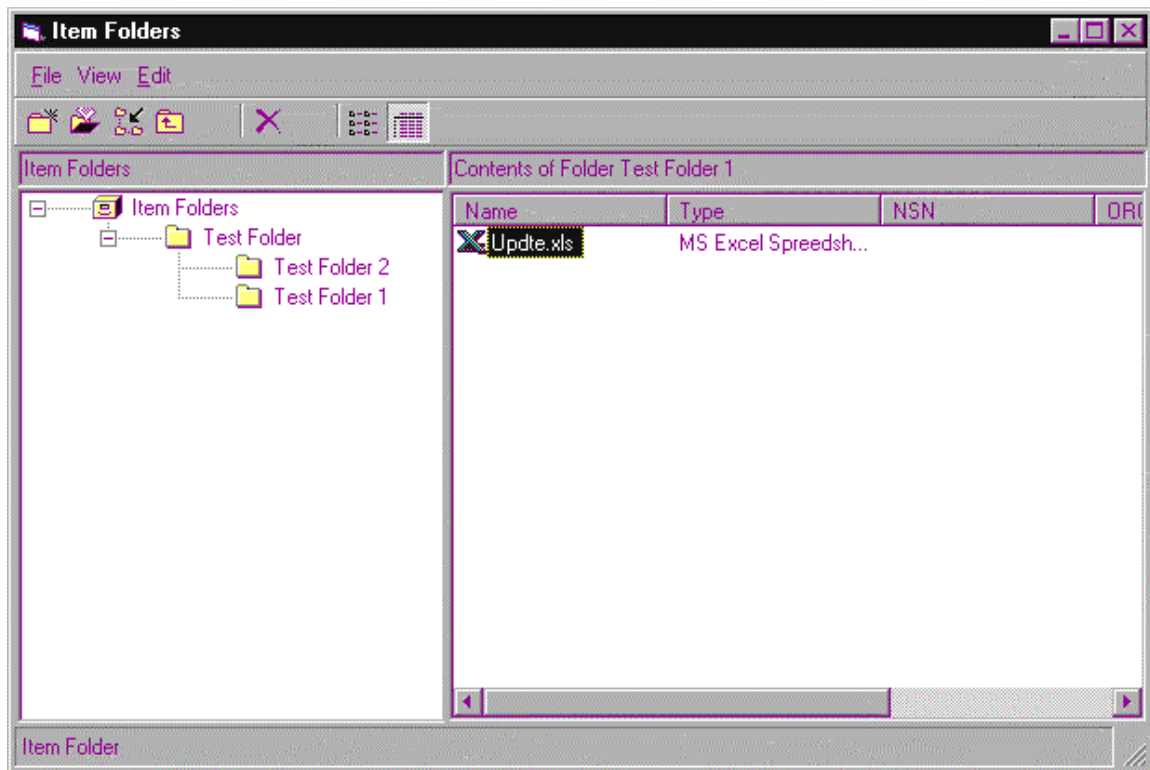 Item Folders
File View Edit
Item Folders
Contents of Folder Test Folder 1
Item Folders
Test Folder
Test Folder 2
Test Folder 1
Name Type NSN
Updte.xls MS Excel Spreedsh...
Item Folder